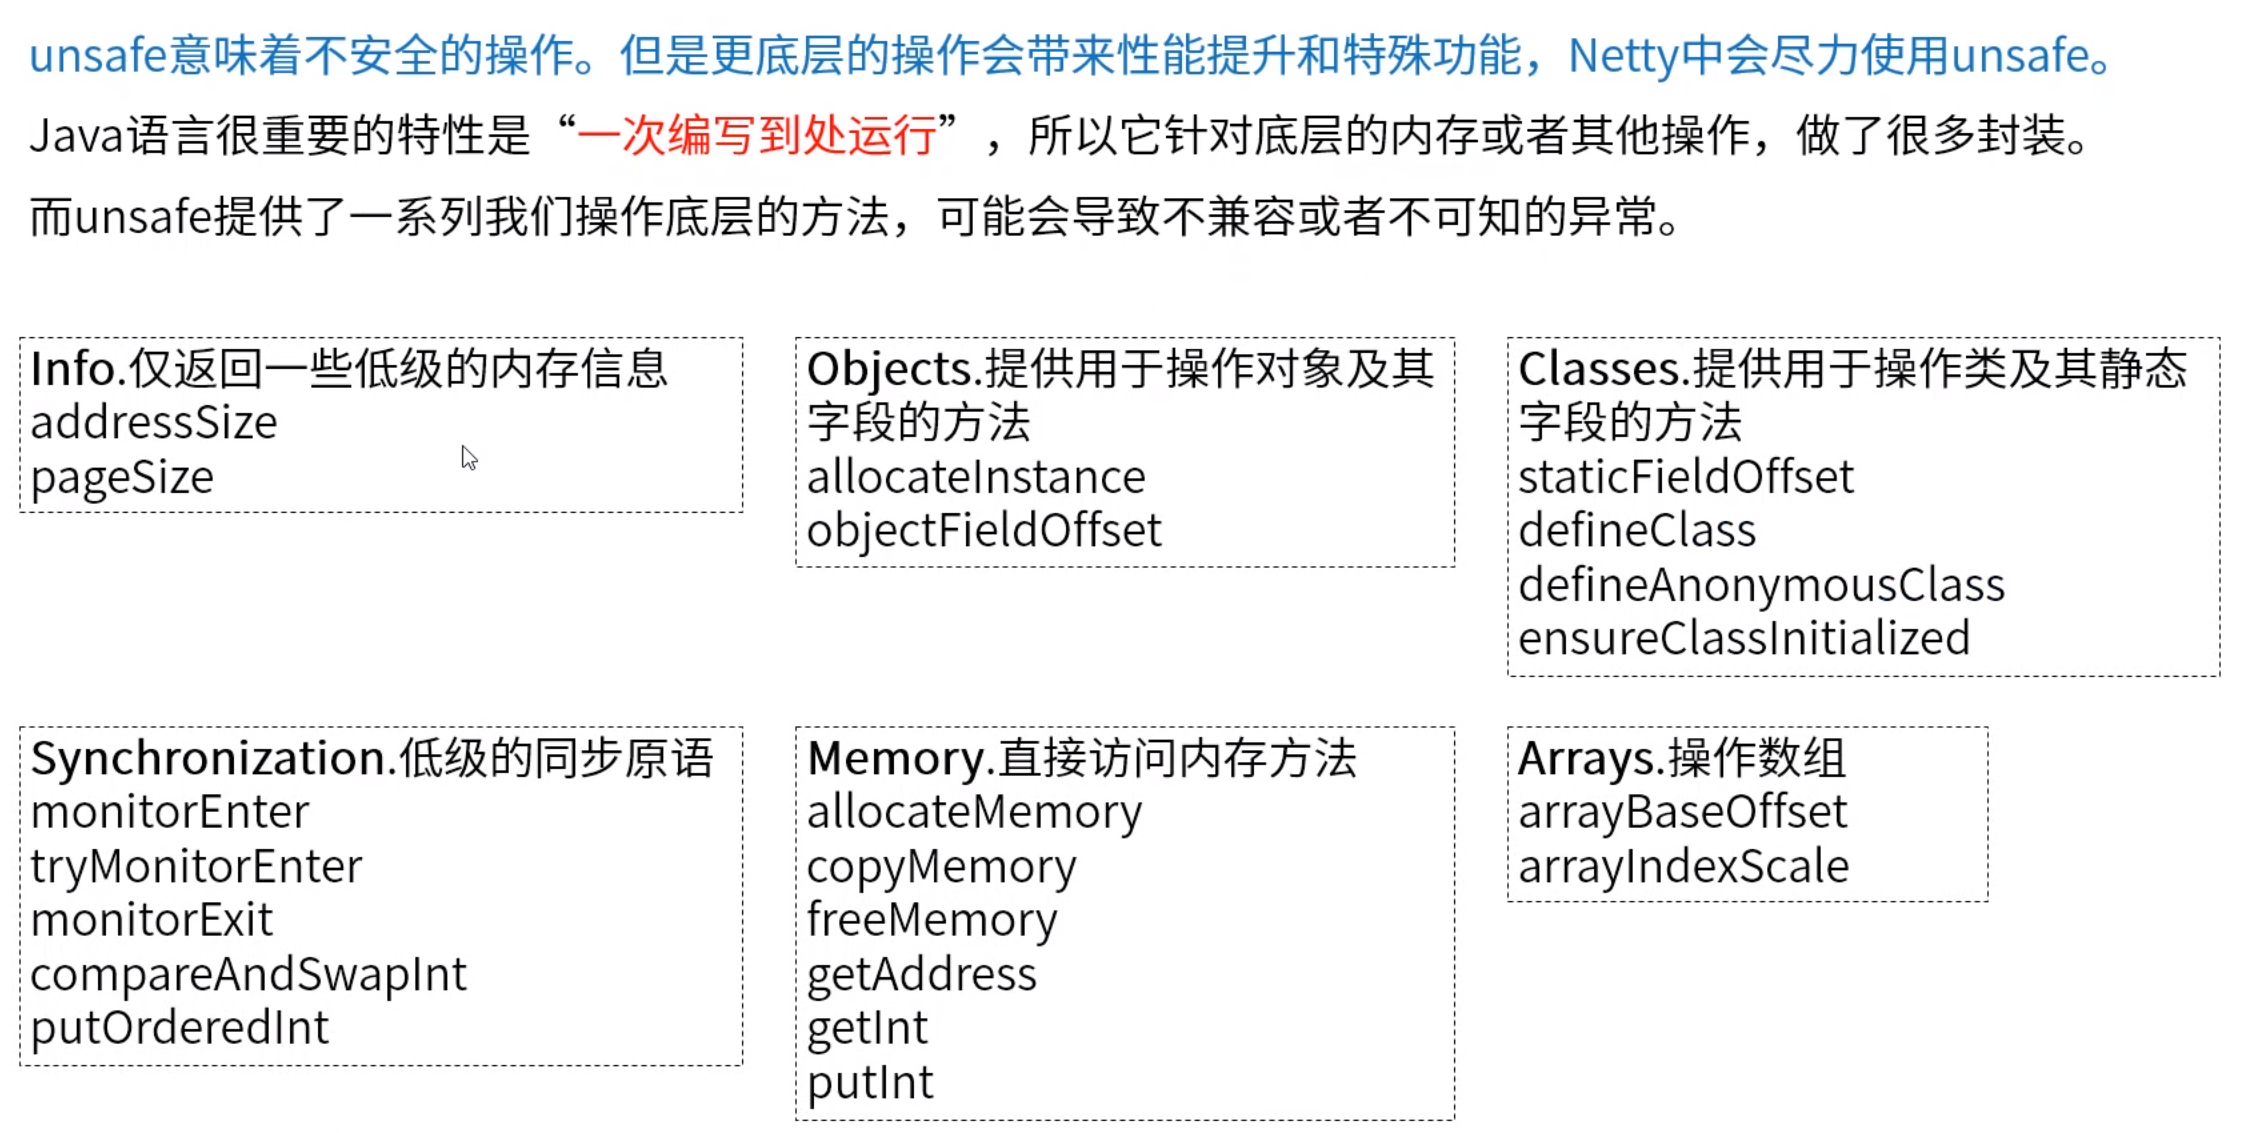 unsafe意味着不安全的操作。但是更底层的操作会带来性能提升和特殊功能，Netty中会尽力使用unsafe。
Java语言很重要的特性是“一次编写到处运行”，所以它针对底层的内存或者其他操作，做了很多封装。
而unsafe提供了一系列我们操作底层的方法，可能会导致不兼容或者不可知的异常。
Info.仅返回一些低级的内存信息
addressSize
pageSize
Objects.提供用于操作对象及其
字段的方法
allocateInstance
objectFieldOffset
Classes.提供用于操作类及其静态
字段的方法
staticFieldOffset
defineClass
defineAnonymousClass
ensureClassInitialized
Synchronization.低级的同步原语
monitorEnter
tryMonitorEnter
monitorExit
compareAndSwapInt
putOrderedInt
Memory.直接访问内存方法
allocateMemory
copyMemory
freeMemory
getAddress
getInt
putInt
Arrays.操作数组
arrayBaseOffset
arrayIndexScale